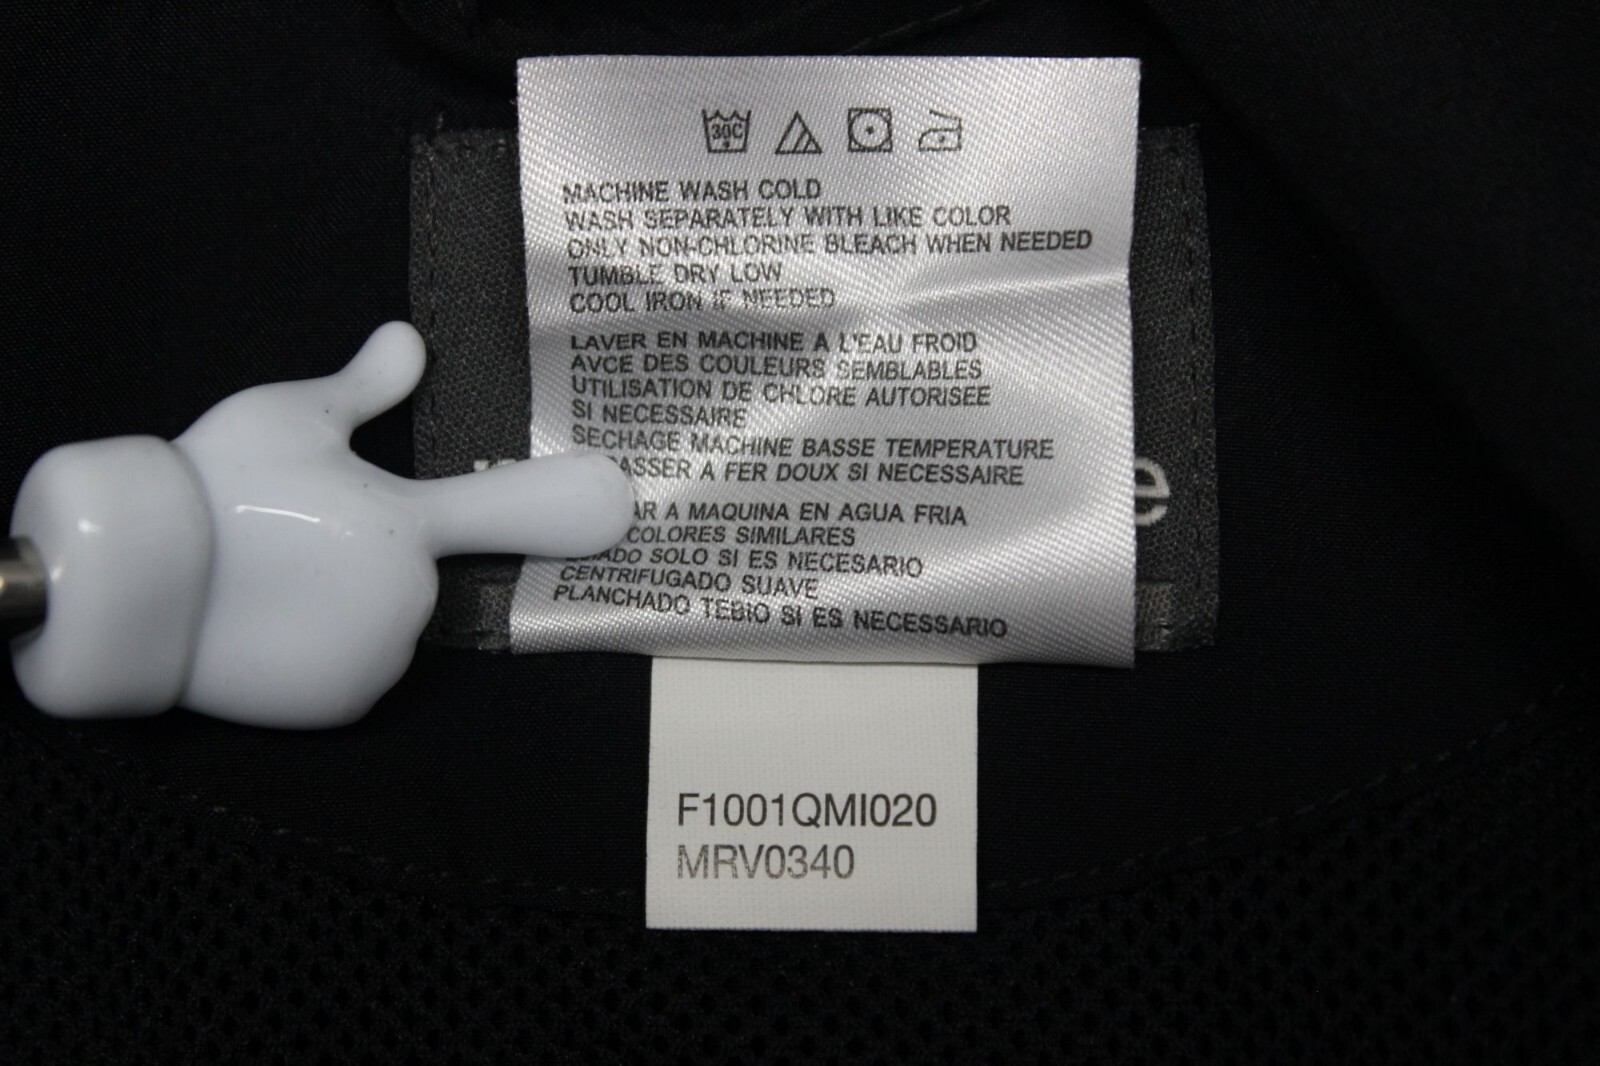 30C
MACHINE WASH COLD
WASH SEPARATELY WITH LIKE COLOR
ONLY NON-CHLORINE BLEACH WHEN NEEDED
TUMBLE DRY LOW
COOL IRON IF NEEDED
LAVER EN MACHINE A L'EAU FROID
AVCE DES COULEURS SEMBLABLES
UTILISATION DE CHLORE AUTORISEE
SI NECESSAIRE
SECHAGE MACHINE BASSE TEMPERATURE
A FER DOUX SI NECESSAIRE
A MAQUINA EN AGUA FRIA
COLORES SIMILARES
SOLO SI ES NECESARIO
CENTRIFUGADO SUAVE
PLANCHADO TEBIO SI ES NECESSARIO
F1001QMI020
MRV0340